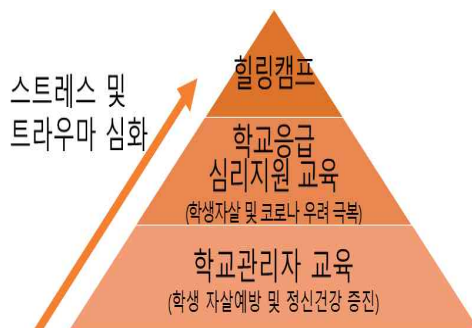 힐링캠프
스트레스 및
트라우마 심화
학교응급
심리지원 교육
(학생자살 및 코로나 우려 극복)
학교관리자 교육
(학생 자살예방 및 정신건강 증진)